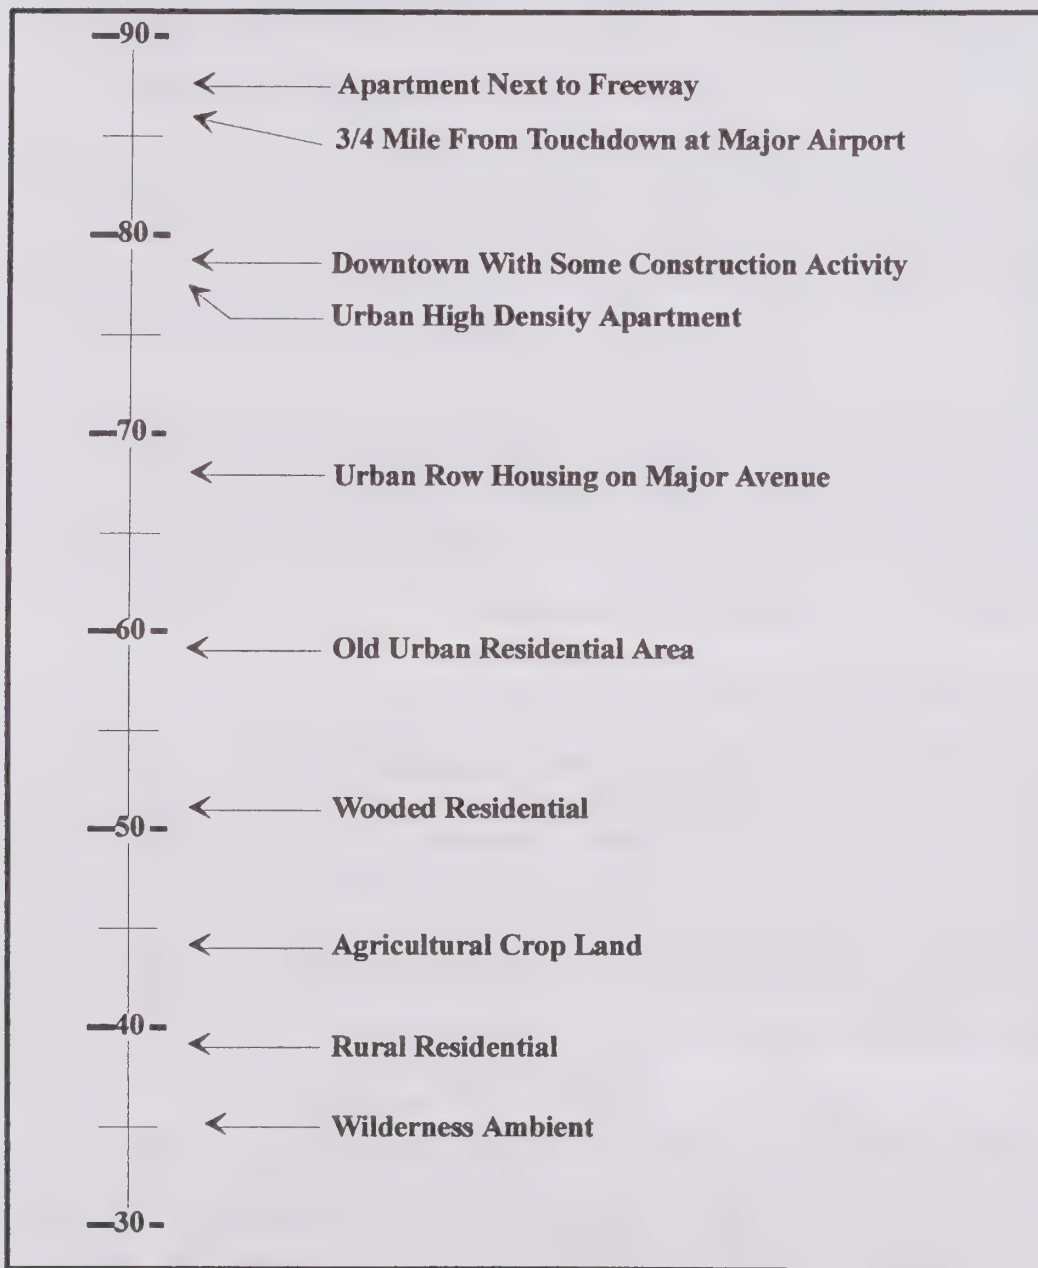 90
Apartment Next to Freeway
3/4 Mile From Touchdown at Major Airport
80
Downtown With Some Construction Activity
Urban High Density Apartment
70
Urban Row Housing on Major Avenue
60
Old Urban Residential Area
Wooded Residential
50
Agricultural Crop Land
40
Rural Residential
Wilderness Ambient
30